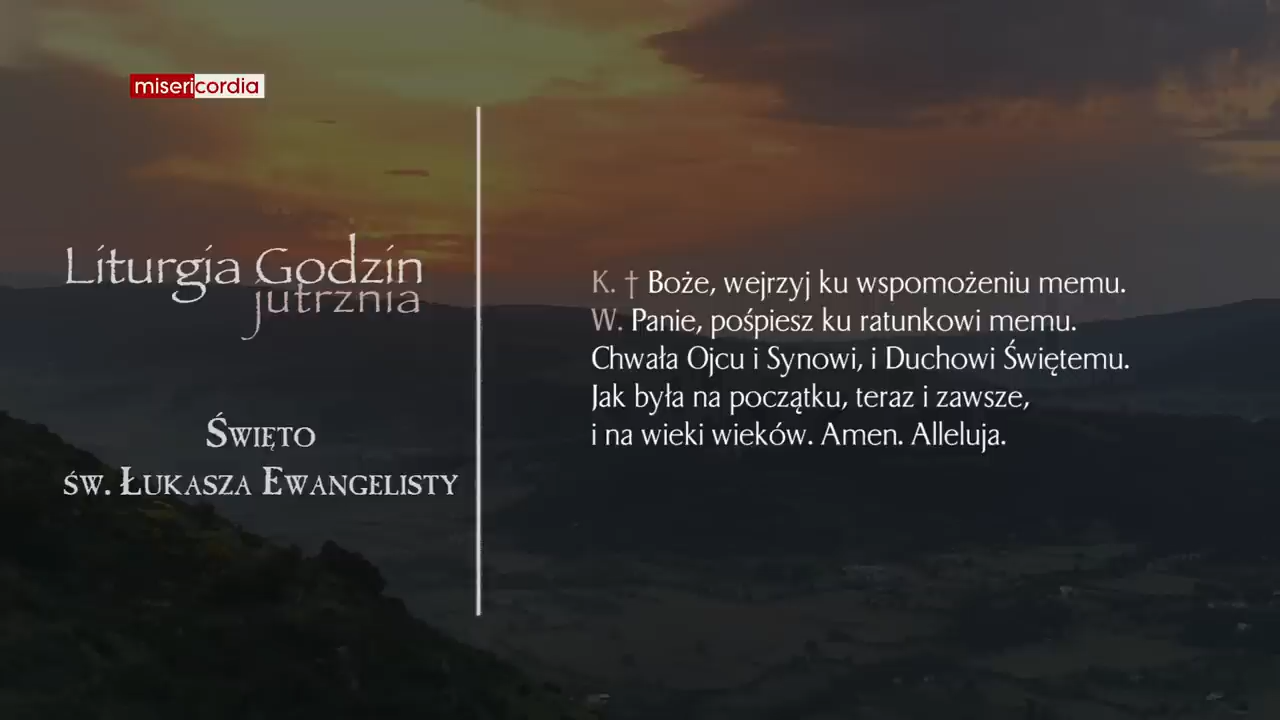 misericordia
Liturgia Godzin
jutrznia
Święto
św. Łukasza Ewangelisty
K. † Boże, wejrzyj ku wspomożeniu memu.
W. Panie, pośpiesz ku ratunkowi memu.
Chwała Ojcu i Synowi, i Duchowi Świętemu.
Jak była na początku, teraz i zawsze,
i na wieki wieków. Amen. Alleluja.